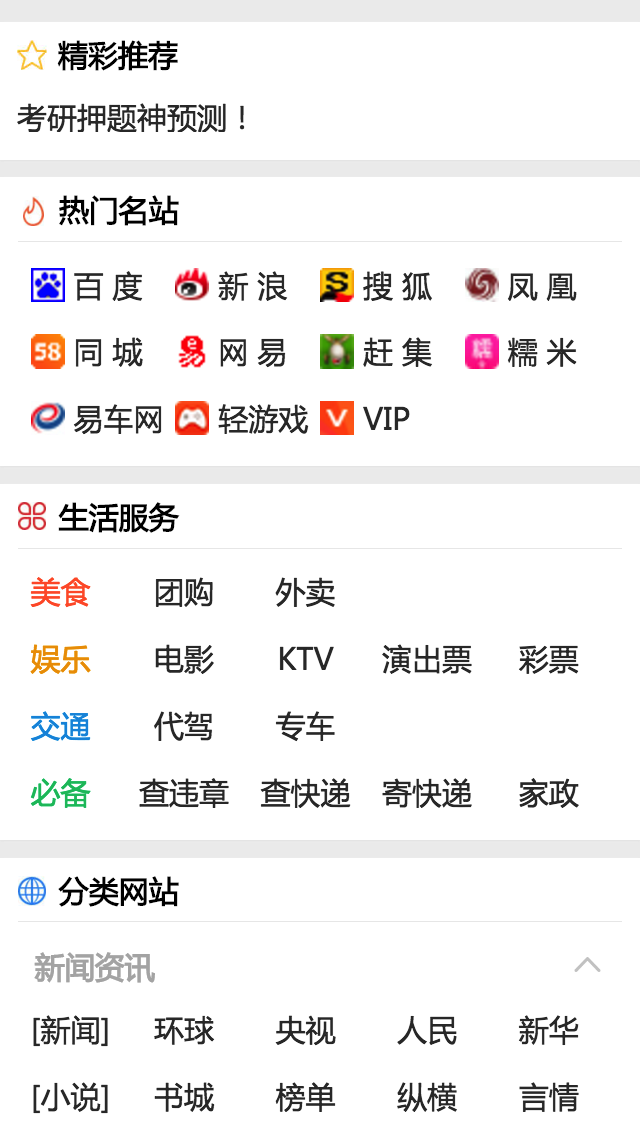 精彩推荐
考研押题神预测！
热门名站
百度 新浪 搜狐 凤凰
58 同城 易 网易 赶集 糯 糯米
易车网 轻游戏 V VIP
生活服务
美食 团购 外卖
娱乐 电影 KTV 演出票 彩票
交通 代驾 专车
必备 查违章 查快递 寄快递 家政
分类网站
新闻资讯
[新闻] 环球 央视 人民 新华
[小说] 书城 榜单 纵横 言情